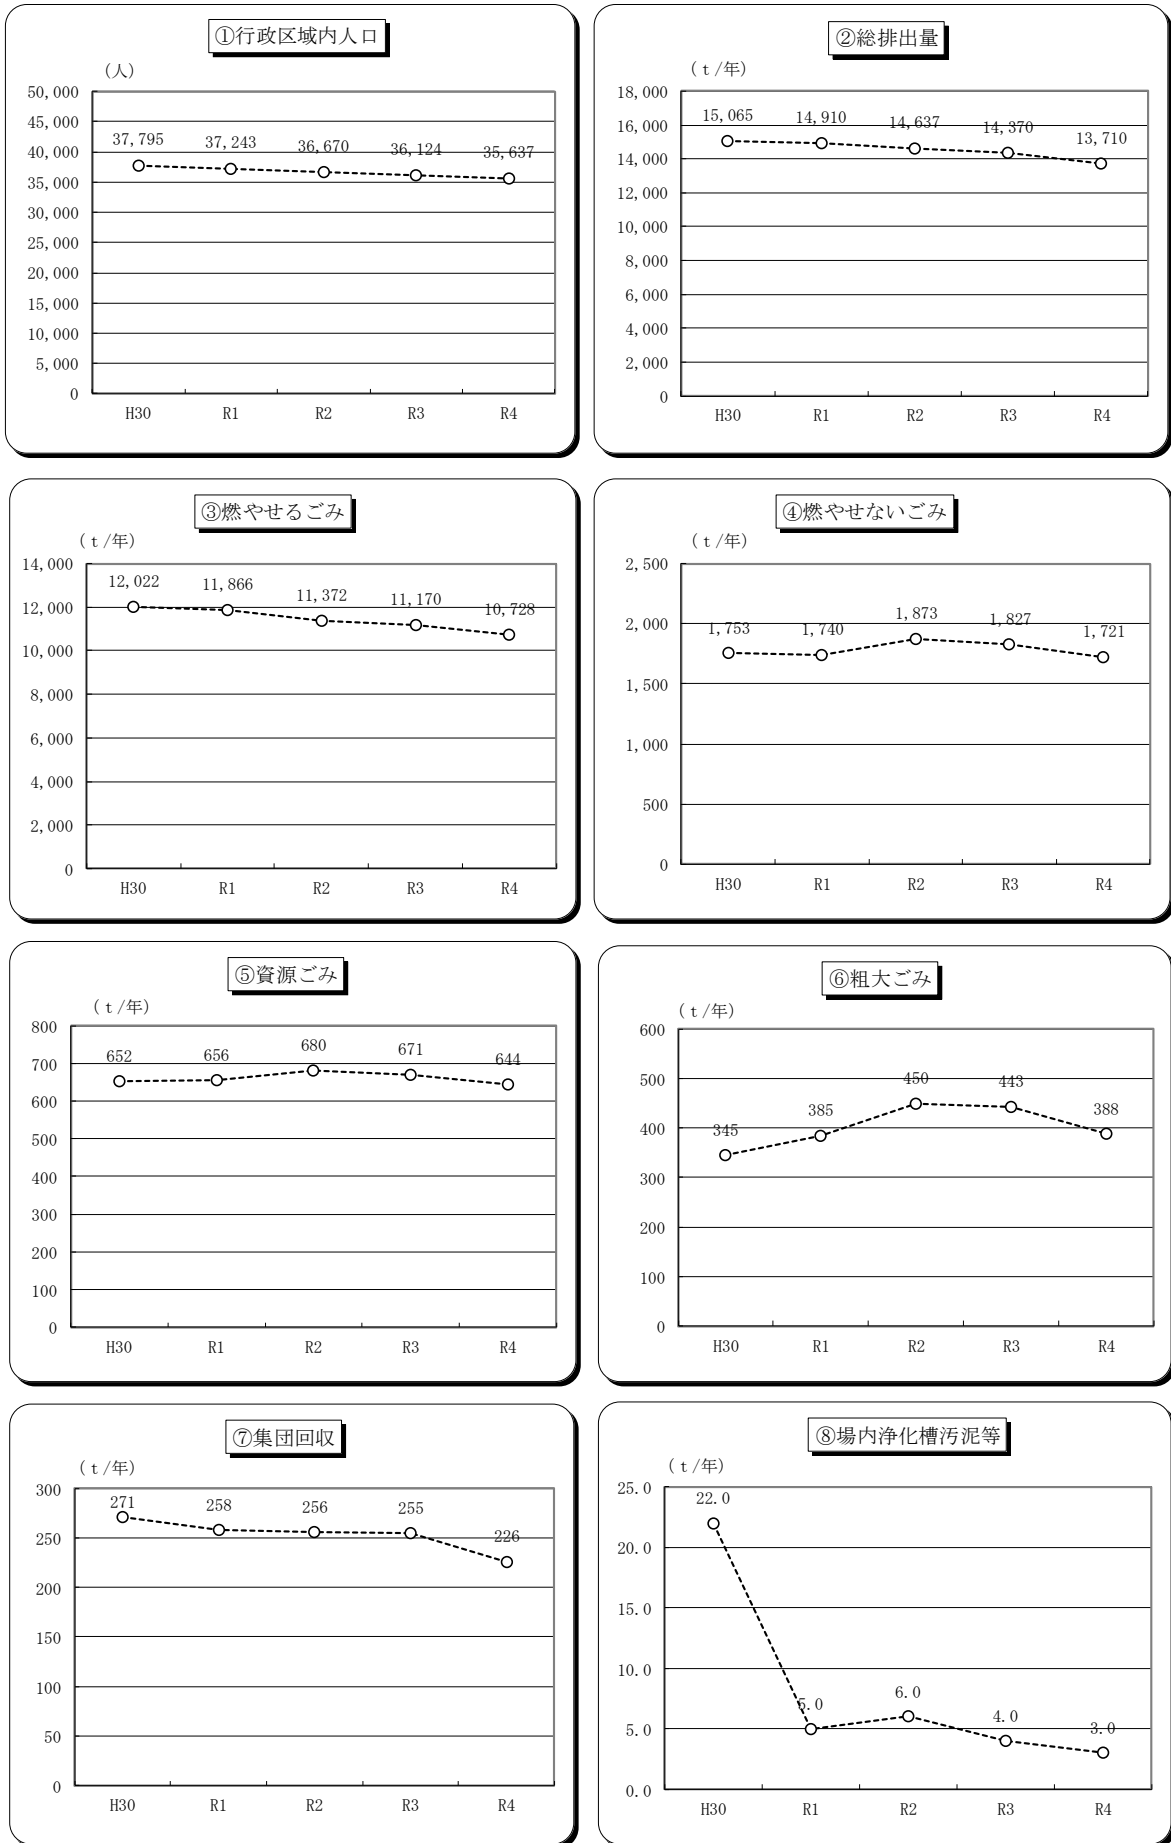 ①行政区域内人口
(人)
50,000
45,000
40,000
35,000
30,000
25,000
20,000
15,000
10,000
5,000
0
37,795 37,243 36,670 36,124 35,637
H30 R1 R2 R3 R4
②総排出量
(ｔ/年)
18,000
16,000
14,000
12,000
10,000
8,000
6,000
4,000
2,000
0
15,065 14,910 14,637 14,370 13,710
H30 R1 R2 R3 R4
③燃やせるごみ
(ｔ/年)
14,000
12,000
10,000
8,000
6,000
4,000
2,000
0
12,022 11,866 11,372 11,170 10,728
H30 R1 R2 R3 R4
④燃やせないごみ
(ｔ/年)
2,500
2,000
1,500
1,000
500
0
1,753 1,740 1,873 1,827 1,721
H30 R1 R2 R3 R4
⑤資源ごみ
(ｔ/年)
800
700
600
500
400
300
200
100
0
652 656 680 671 644
H30 R1 R2 R3 R4
⑥粗大ごみ
(ｔ/年)
600
500
400
300
200
100
0
345 385 450 443 388
H30 R1 R2 R3 R4
⑦集団回収
(ｔ/年)
300
250
200
150
100
50
0
271 258 256 255 226
H30 R1 R2 R3 R4
⑧場内浄化槽汚泥等
(ｔ/年)
25.0
20.0
15.0
10.0
5.0
0.0
22.0 5.0 6.0 4.0 3.0
H30 R1 R2 R3 R4